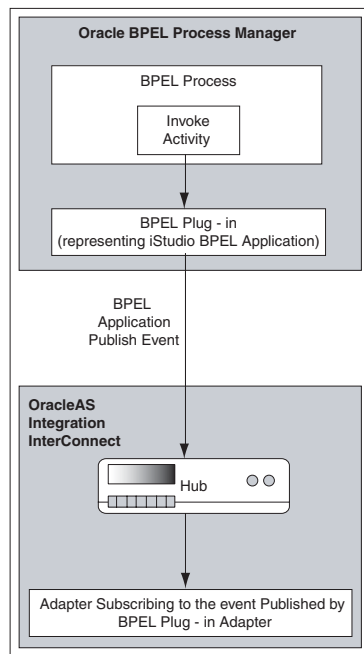 Oracle BPEL Process Manager
BPEL Process
Invoke
Activity
BPEL Plug - in
(representing iStudio BPEL Application)
BPEL
Application
Publish Event
OracleAS
Integration
InterConnect
Hub
Adapter Subscribing to the event Published by
BPEL Plug - in Adapter